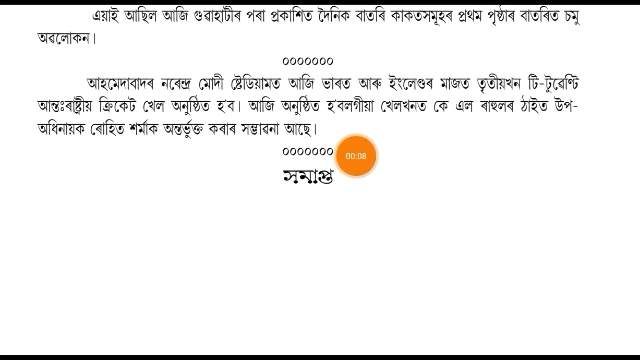 এয়াই আছিল আজি গুৱাহাটীৰ পৰা প্ৰকাশিত দৈনিক বাতৰি কাকতসমূহৰ প্ৰথম পৃষ্ঠাৰ বাতৰিত চমু
অৱলোকন।
০০০০০০০
আহমেদাবাদৰ নৰেন্দ্ৰ মোদী ষ্টেডিয়ামত আজি ভাৰত আৰু ইংলেণ্ডৰ মাজত তৃতীয়খন টি-টুৱেণ্টি
আন্তঃৰাষ্ট্ৰীয় ক্ৰিকেট খেল অনুষ্ঠিত হ'ব। আজি অনুষ্ঠিত হ'বলগীয়া খেলখনত কে এল ৰাহুলৰ ঠাইত উপ-
অধিনায়ক ৰোহিত শৰ্মাক অন্তৰ্ভুক্ত কৰাৰ সম্ভাৱনা আছে।
০০০০০০০
00:08
সমাপ্ত